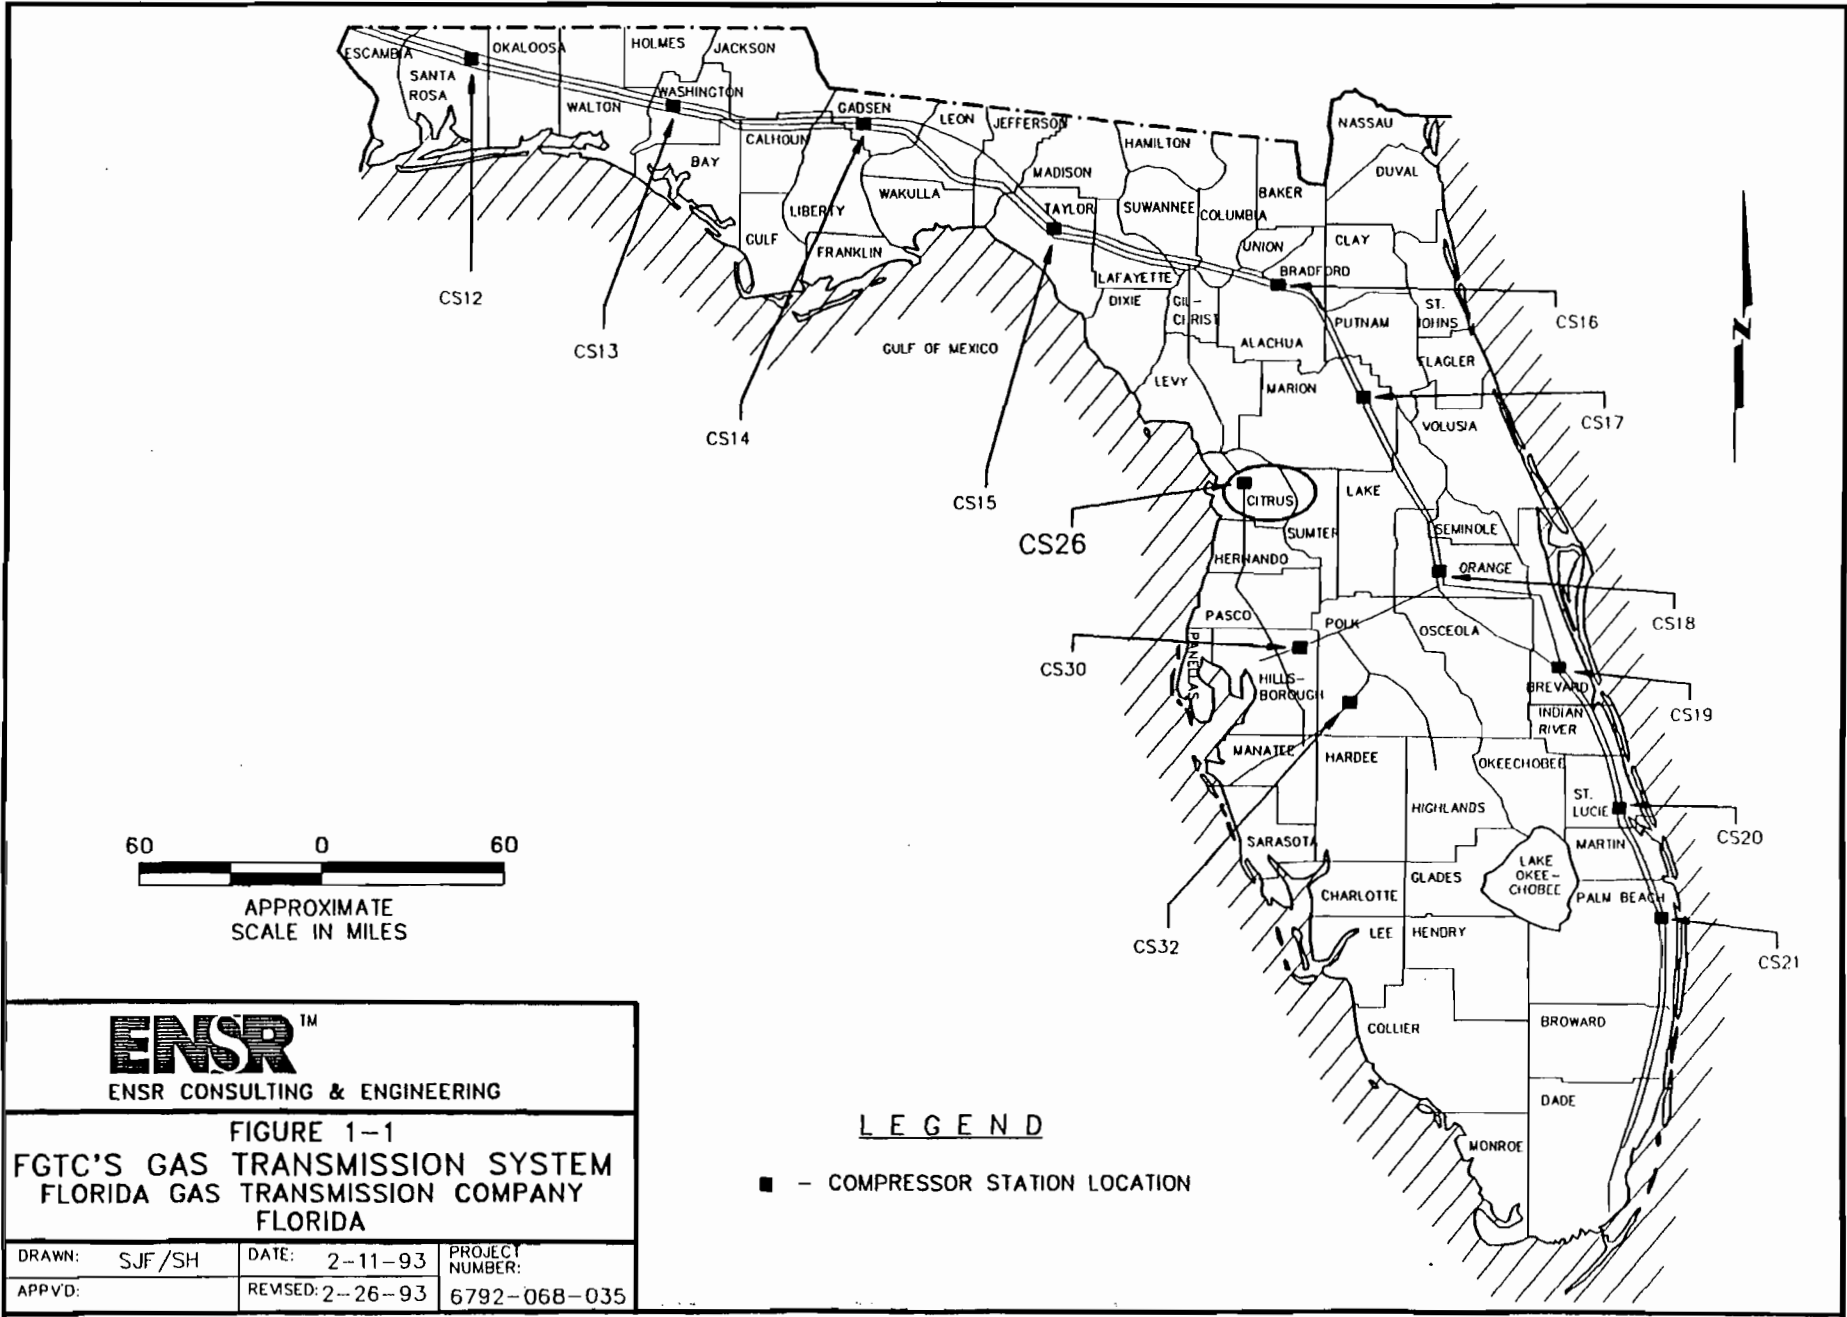 ESCAMBIA
SANTA
ROSA
OKALOOSA
WALTON
HOLMES
WASHINGTON
JACKSON
BAY
CALHOUN
GULF
LIBERTY
FRANKLIN
GADSEN
LEON
WAKULLA
JEFFERSON
MADISON
TAYLOR
HAMILTON
SUWANNEE
LAFAYETTE
DIXIE
GIL-
CHRIST
COLUMBIA
BAKER
UNION
BRADFORD
NASSAU
DUVAL
CLAY
ST.
JOHNS
PUTNAM
FLAGLER
ALACHUA
LEVY
MARION
VOLUSIA
CITRUS
LAKE
SUMTER
HERNANDO
SEMINOLE
ORANGE
PASCO
POLK
OSCEOLA
PANELLAS
HILLS-
BOROUGH
BREVARD
INDIAN
RIVER
MANATEE
HARDEE
OKEECHOBEE
HIGHLANDS
ST.
LUCIE
SARASOTA
MARTIN
LAKE
OKEE-
CHOBEE
GLADES
CHARLOTTE
PALM BEACH
LEE
HENDRY
COLLIER
BROWARD
DADE
MONROE
GULF OF MEXICO
CS12
CS13
CS14
CS15
CS16
CS17
CS26
CS18
CS30
CS19
CS20
CS32
CS21
N
60 0 60
APPROXIMATE
SCALE IN MILES
LEGEND
- COMPRESSOR STATION LOCATION
ENSR TM
ENSR CONSULTING & ENGINEERING
FIGURE 1-1
FGTC'S GAS TRANSMISSION SYSTEM
FLORIDA GAS TRANSMISSION COMPANY
FLORIDA
DRAWN: SJF/SH
DATE: 2-11-93
PROJECT
NUMBER:
6792-068-035
APPV'D:
REVISED: 2-26-93